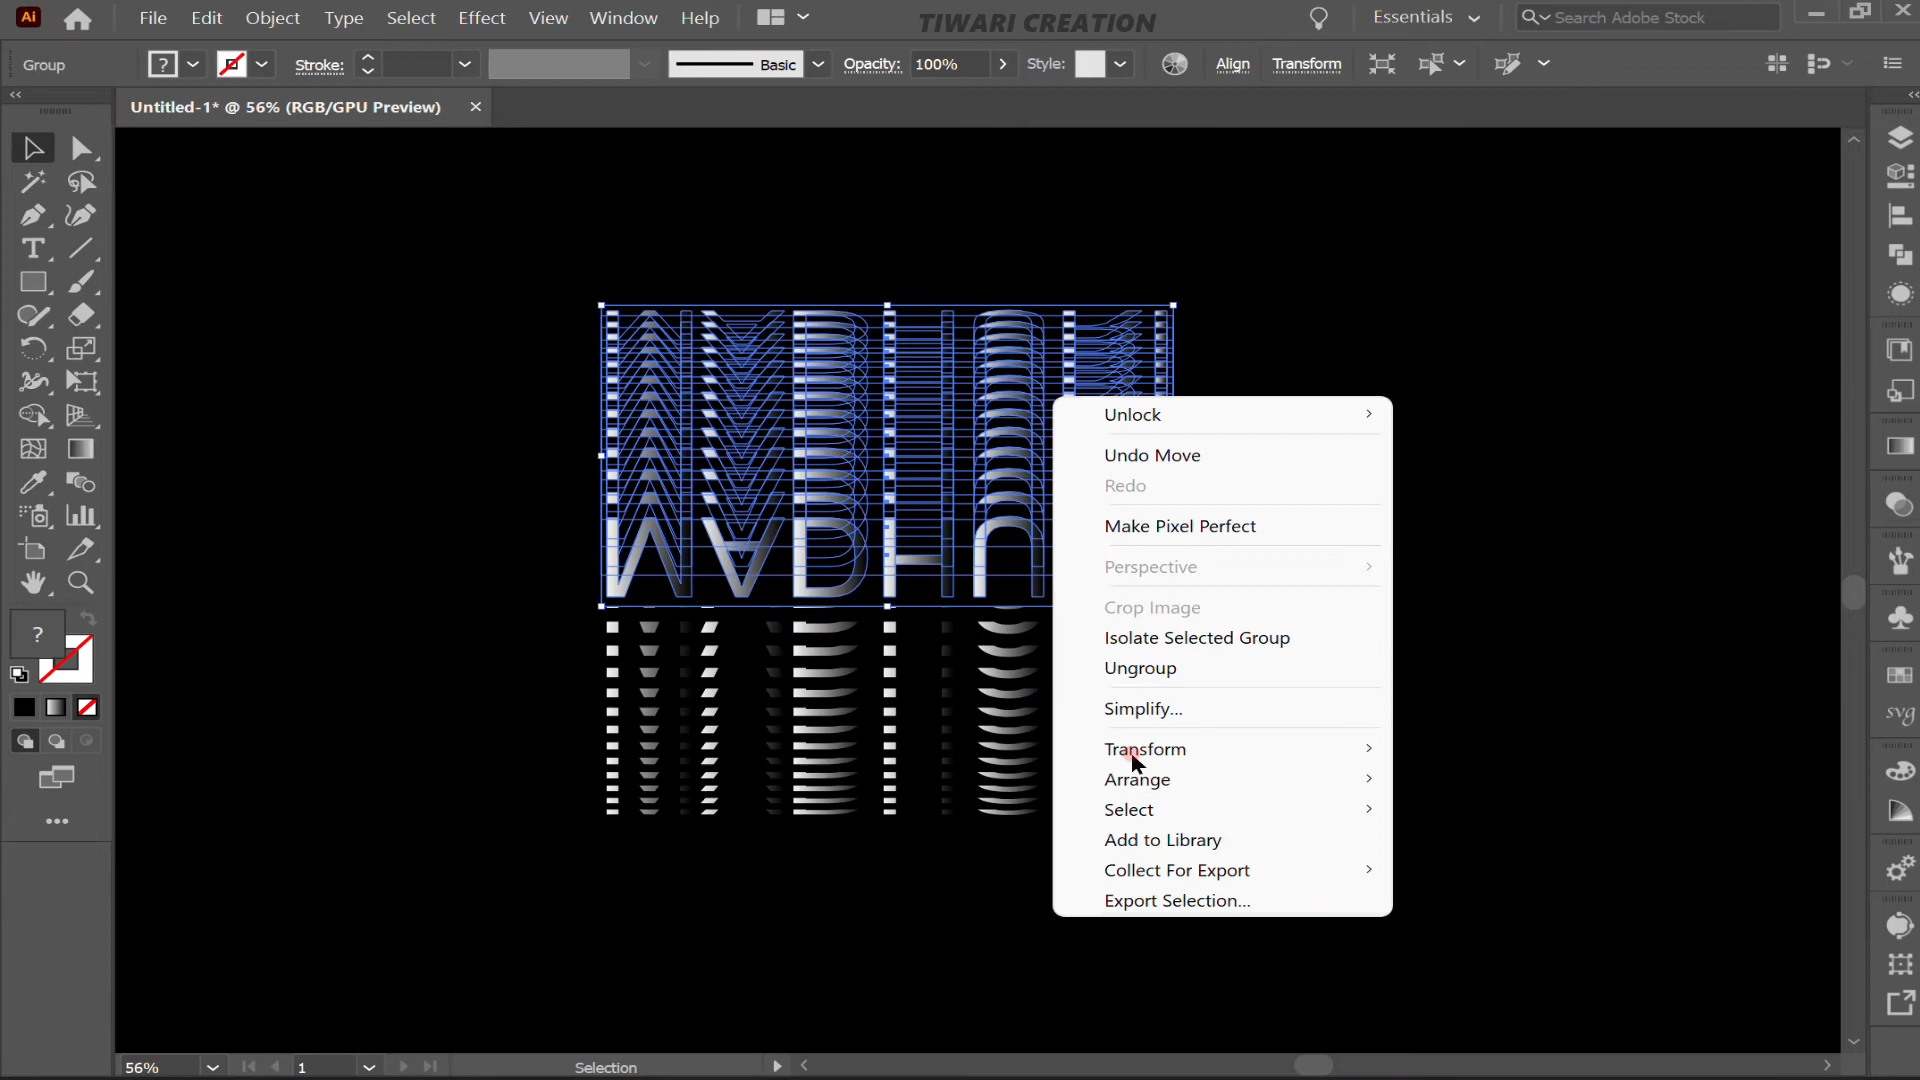 Ai File Edit Object Type Select Effect View Window Help TIWARI CREATION Essentials Search Adobe Stock
Group ? Stroke: Basic Opacity: 100% Style: Align Transform
Untitled-1* @ 56% (RGB/GPU Preview)
Unlock
Undo Move
Redo
Make Pixel Perfect
Perspective
Crop Image
Isolate Selected Group
Ungroup
Simplify...
Transform
Arrange
Select
Add to Library
Collect For Export
Export Selection...
MADHU
T
?
svg
56% 1 Selection